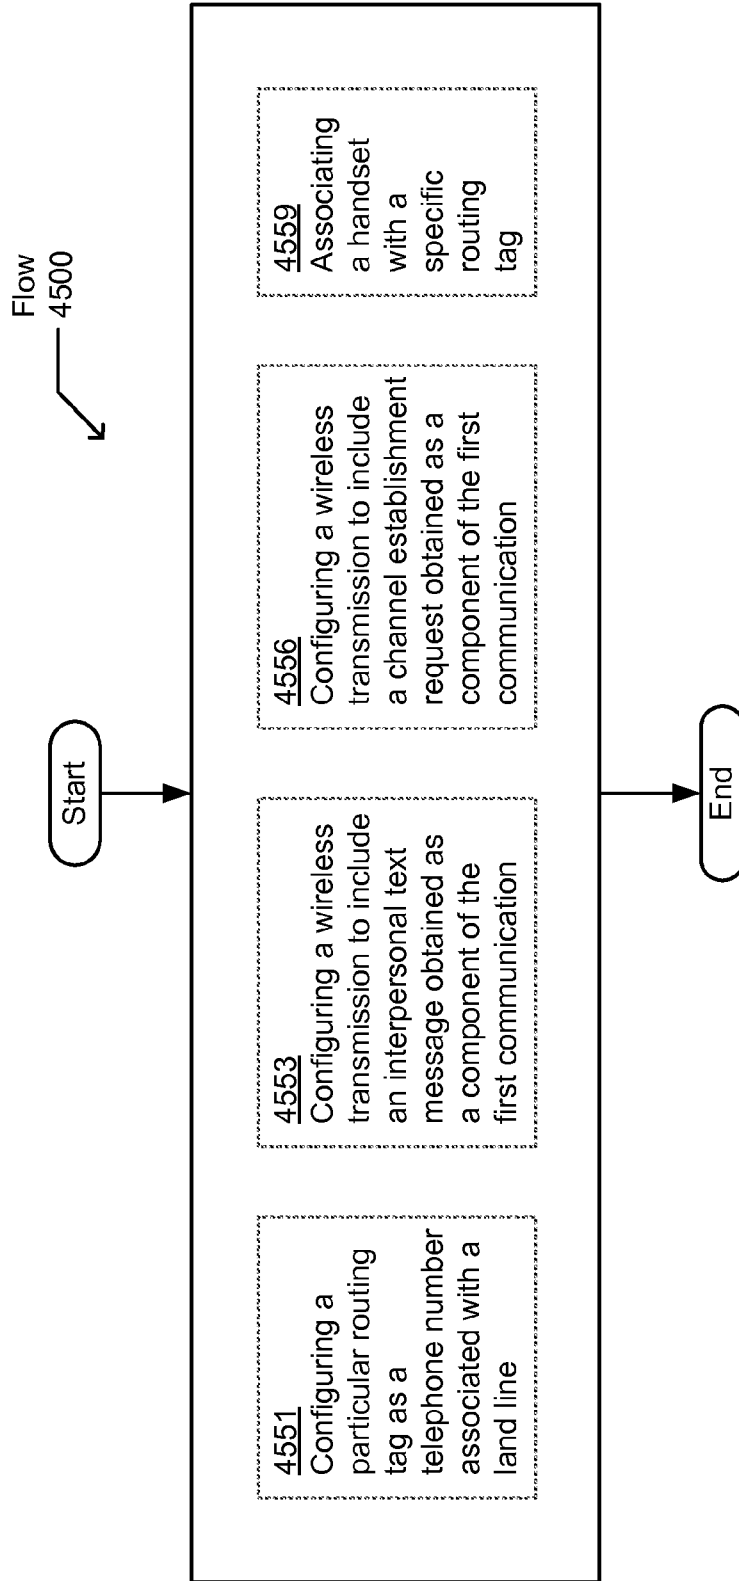 Flow
4500
Start
4551
Configuring a
particular routing
tag as a
telephone number
associated with a
land line
4553
Configuring a wireless
transmission to include
an interpersonal text
message obtained as
a component of the
first communication
4556
Configuring a wireless
transmission to include
a channel establishment
request obtained as a
component of the first
communication
4559
Associating
a handset
with a
specific
routing
tag
End